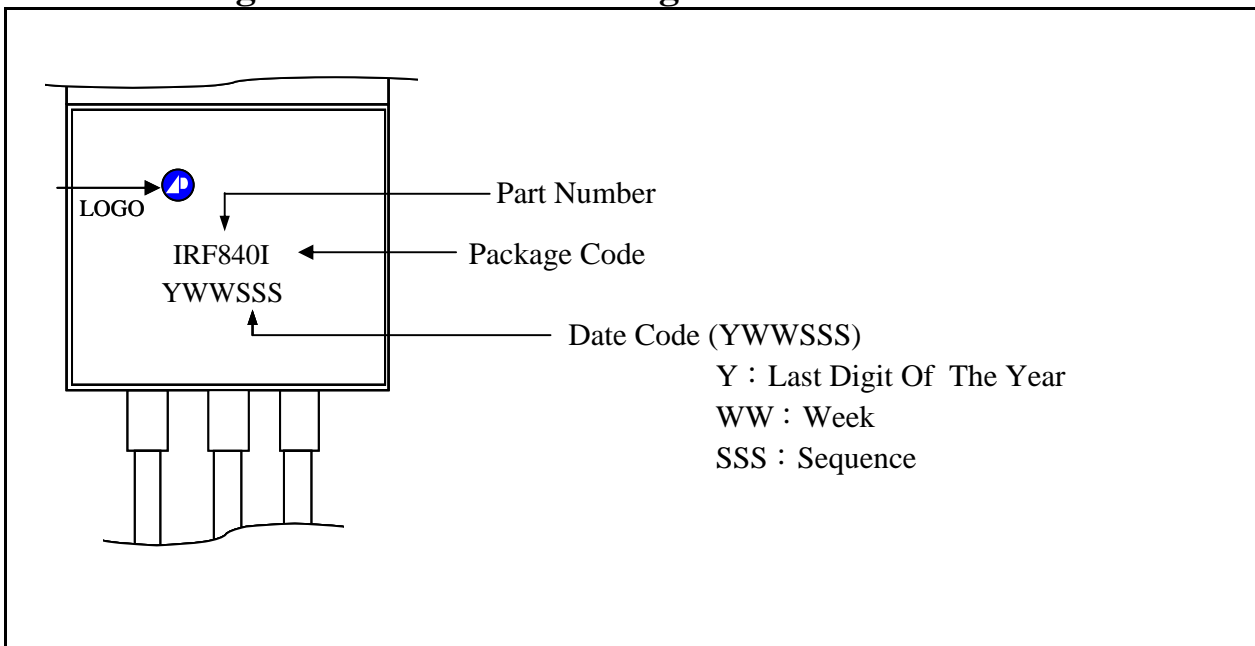 LOGO
Part Number
IRF840I
Package Code
YWWSSS
Date Code (YWWSSS)
Y：Last Digit Of The Year
WW：Week
SSS：Sequence